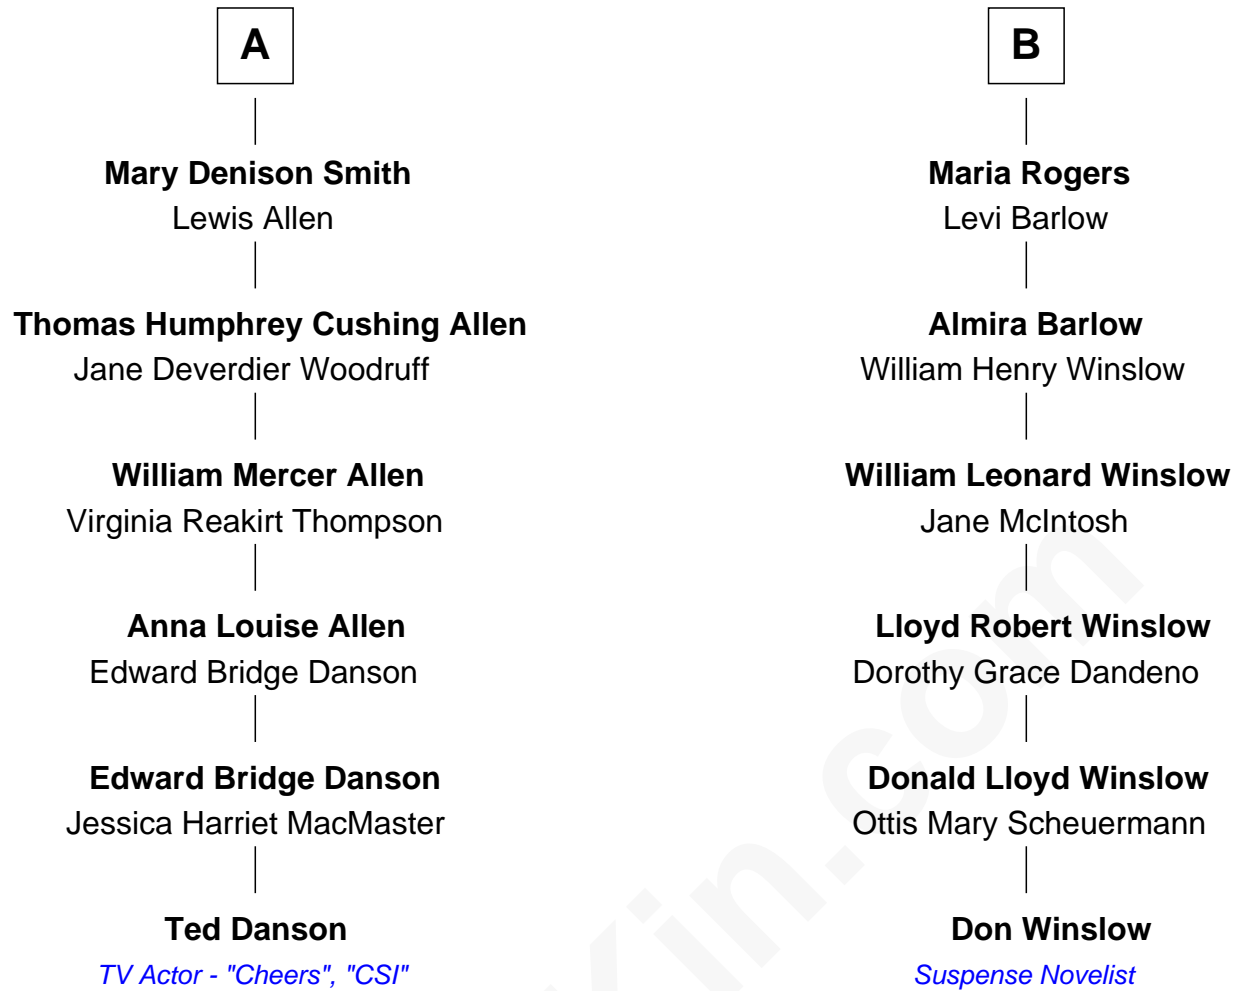 A
Mary Denison Smith
Lewis Allen
Thomas Humphrey Cushing Allen
Jane Deverdier Woodruff
William Mercer Allen
Virginia Reakirt Thompson
Anna Louise Allen
Edward Bridge Danson
Edward Bridge Danson
Jessica Harriet MacMaster
Ted Danson
TV Actor - "Cheers", "CSI"
B
Maria Rogers
Levi Barlow
Almira Barlow
William Henry Winslow
William Leonard Winslow
Jane McIntosh
Lloyd Robert Winslow
Dorothy Grace Dandeno
Donald Lloyd Winslow
Ottis Mary Scheuermann
Don Winslow
Suspense Novelist
Kin.com